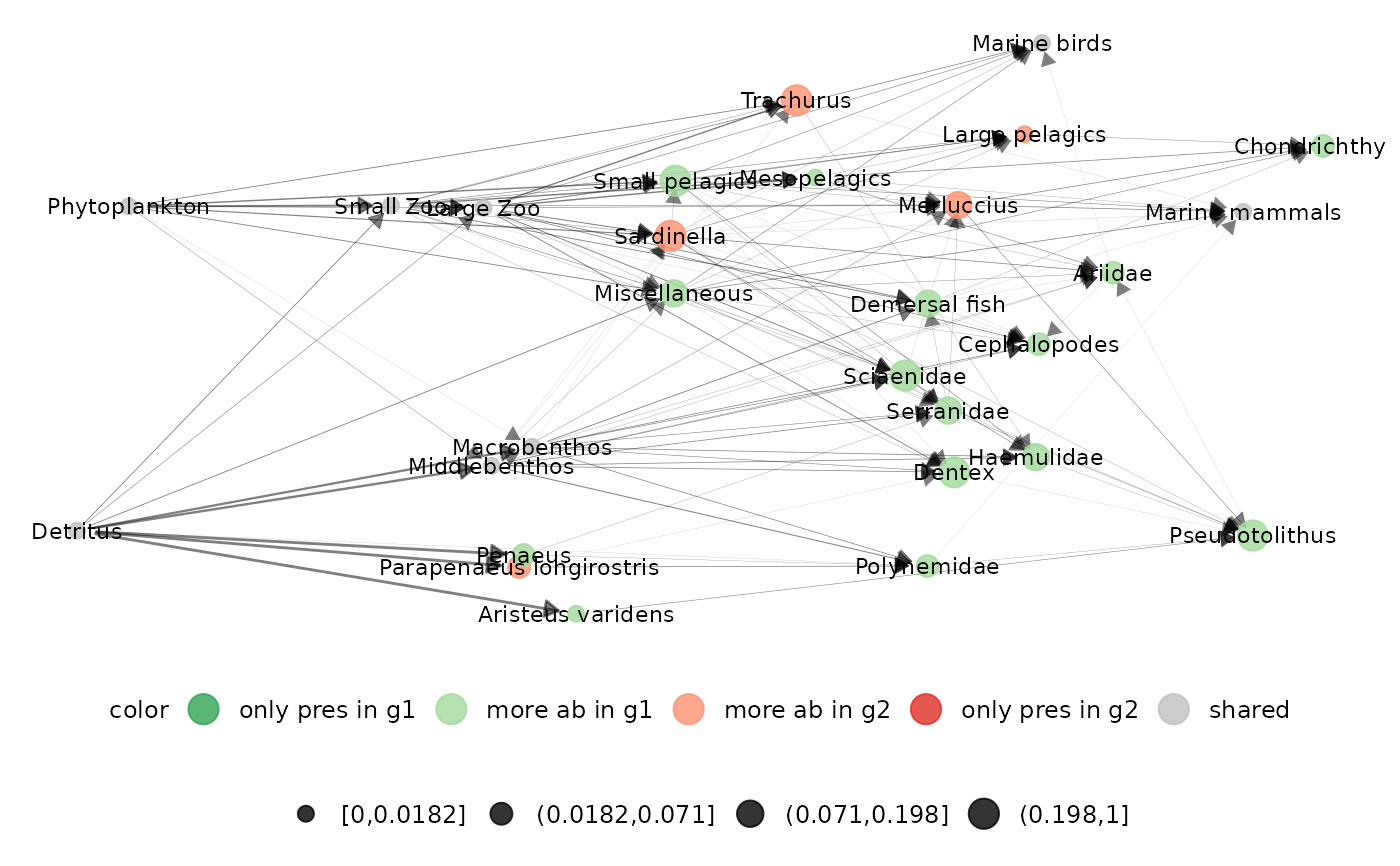 Marine birds
Trachurus
Large pelagics
Chondrichthy
Small pelagics
Mesopelagics
Phytoplankton
Small Zoo
Large Zoo
Merluccius
Marine mammals
Sardinella
Ariidae
Miscellaneous
Demersal fish
Cephalopodes
Sciaenidae
Serranidae
Macrobenthos
Middlebenthos
Haemulidae
Dentex
Detritus
Pseudotolithus
Penaeus
Parapenaeus longirostris
Polynemidae
Aristeus varidens
color only pres in g1 more ab in g1 more ab in g2 only pres in g2 shared
[0,0.0182] (0.0182,0.071] (0.071,0.198] (0.198,1]